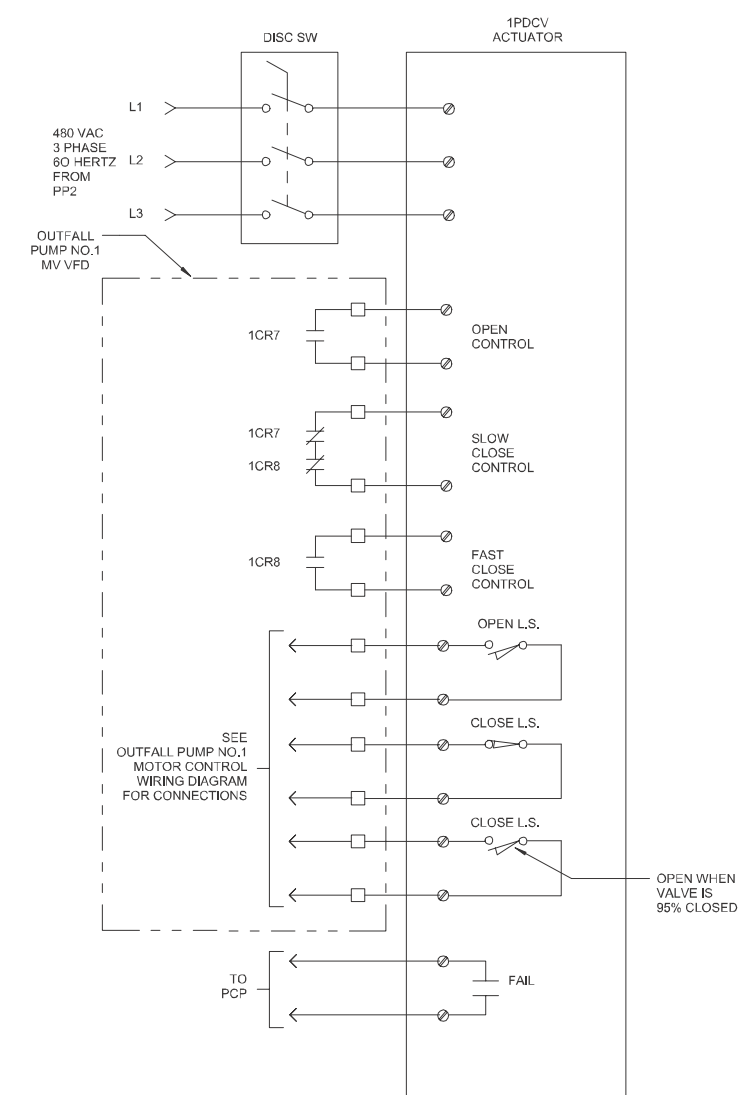 DISC SW
1PDCV
ACTUATOR
L1
480 VAC
3 PHASE
6O HERTZ
FROM
PP2
L2
L3
OUTFALL
PUMP NO.1
MV VFD
1CR7
OPEN
CONTROL
1CR7
1CR8
SLOW
CLOSE
CONTROL
1CR8
FAST
CLOSE
CONTROL
OPEN L.S.
SEE
OUTFALL PUMP NO.1
MOTOR CONTROL
WIRING DIAGRAM
FOR CONNECTIONS
CLOSE L.S.
CLOSE L.S.
OPEN WHEN
VALVE IS
95% CLOSED
TO
PCP
FAIL